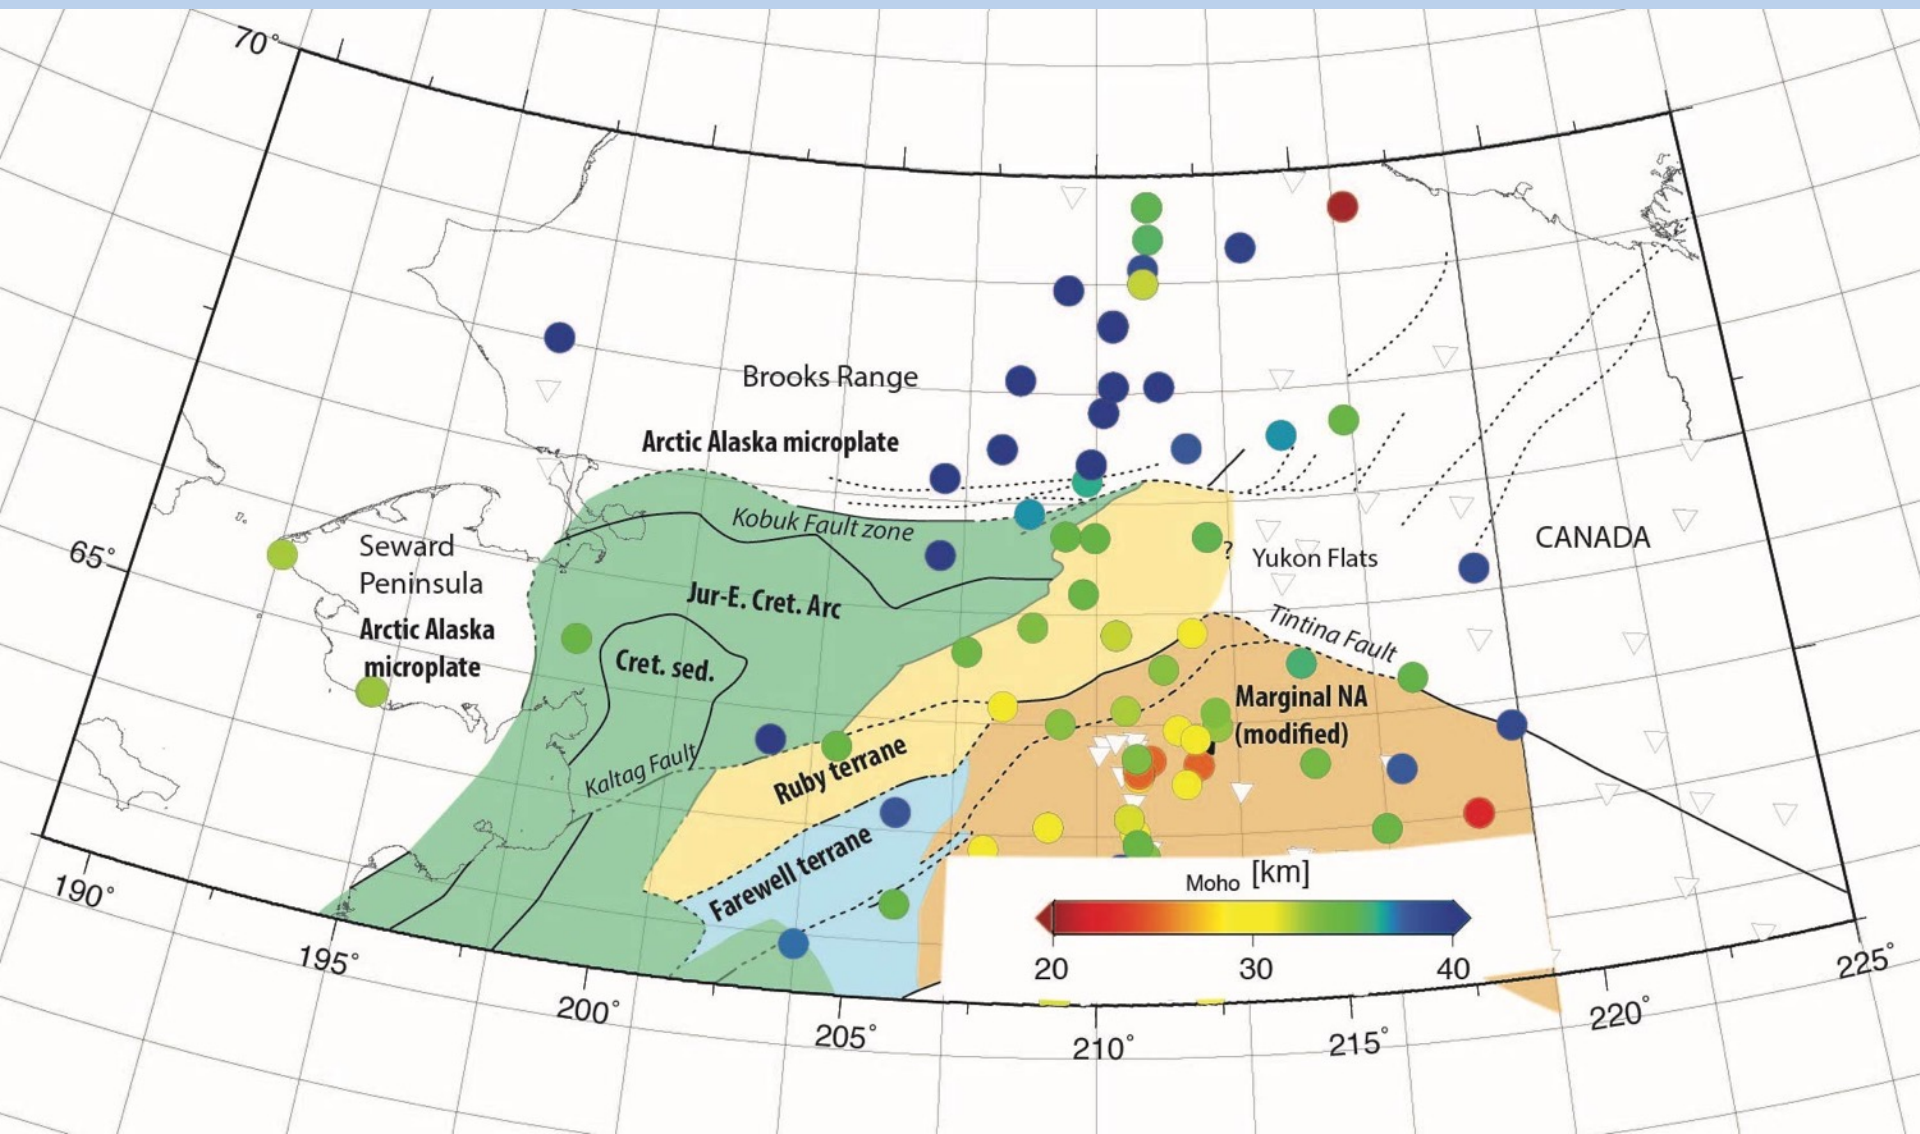 70°
Brooks Range
Arctic Alaska microplate
Kobuk Fault zone
CANADA
65°
Seward
Peninsula
? Yukon Flats
Jur-E. Cret. Arc
Arctic Alaska
microplate
Tintina Fault
Cret. sed.
Marginal NA
(modified)
Kaltag Fault
Ruby terrane
Farewell terrane
Moho [km]
190°
20 30 40
195°
225°
200°
205°
210°
215°
220°